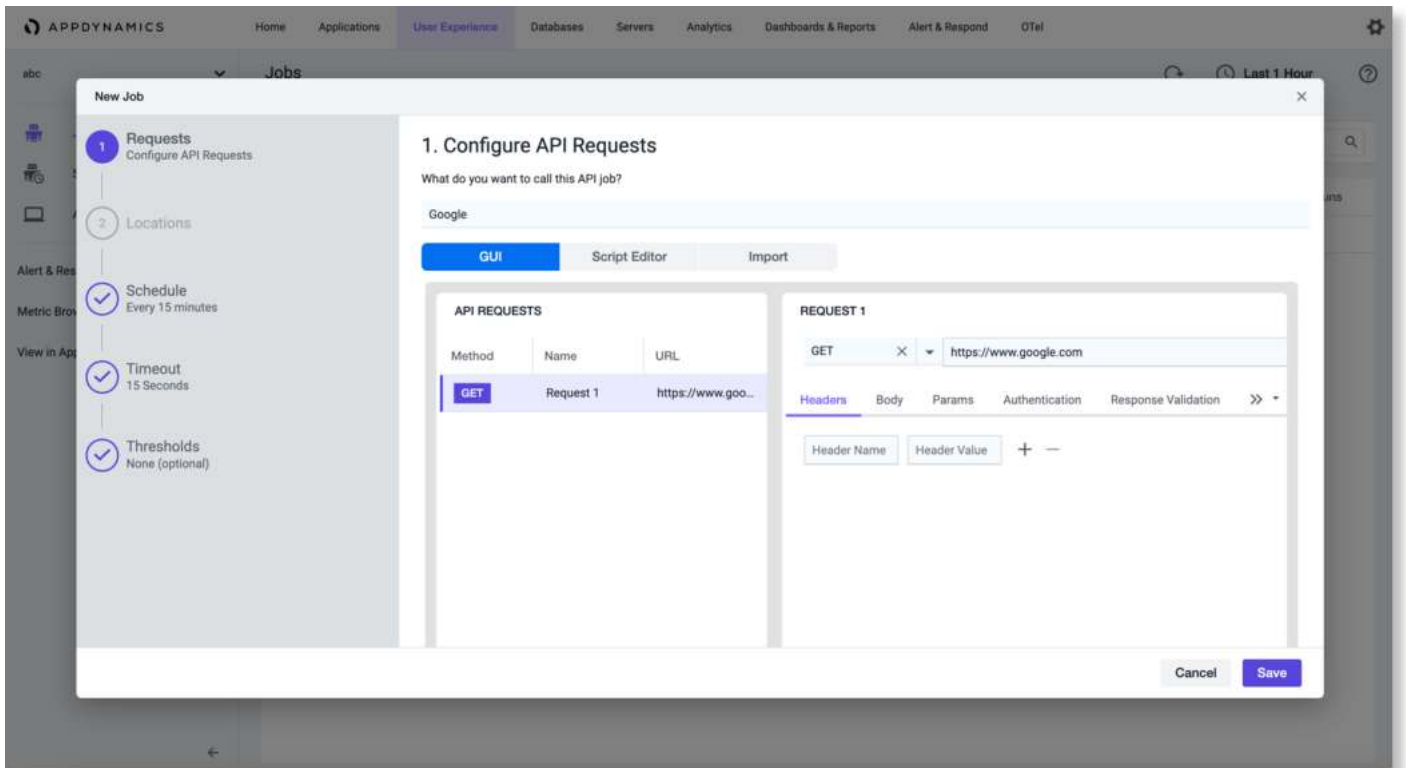 APPDYNAMICS
Home Applications User Experience Databases Servers Analytics Dashboards & Reports Alert & Respond OTel
abc
Jobs
Last 1 Hour
New Job
1 Requests
Configure API Requests
2 Locations
Schedule
Every 15 minutes
Timeout
15 Seconds
Thresholds
None (optional)
Alert & Res
Metric Brow
View in App
1. Configure API Requests
What do you want to call this API job?
Google
GUI Script Editor Import
API REQUESTS
Method Name URL
GET Request 1 https://www.goo...
REQUEST 1
GET https://www.google.com
Headers Body Params Authentication Response Validation
Header Name Header Value
Cancel Save